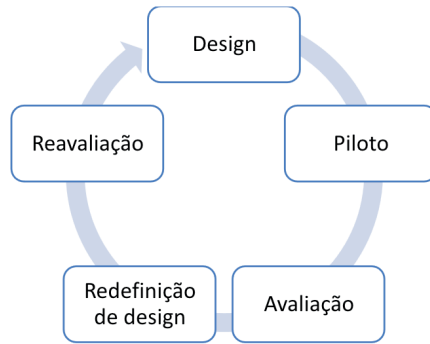 Design
Piloto
Avaliação
Redefinição
de design
Reavaliação